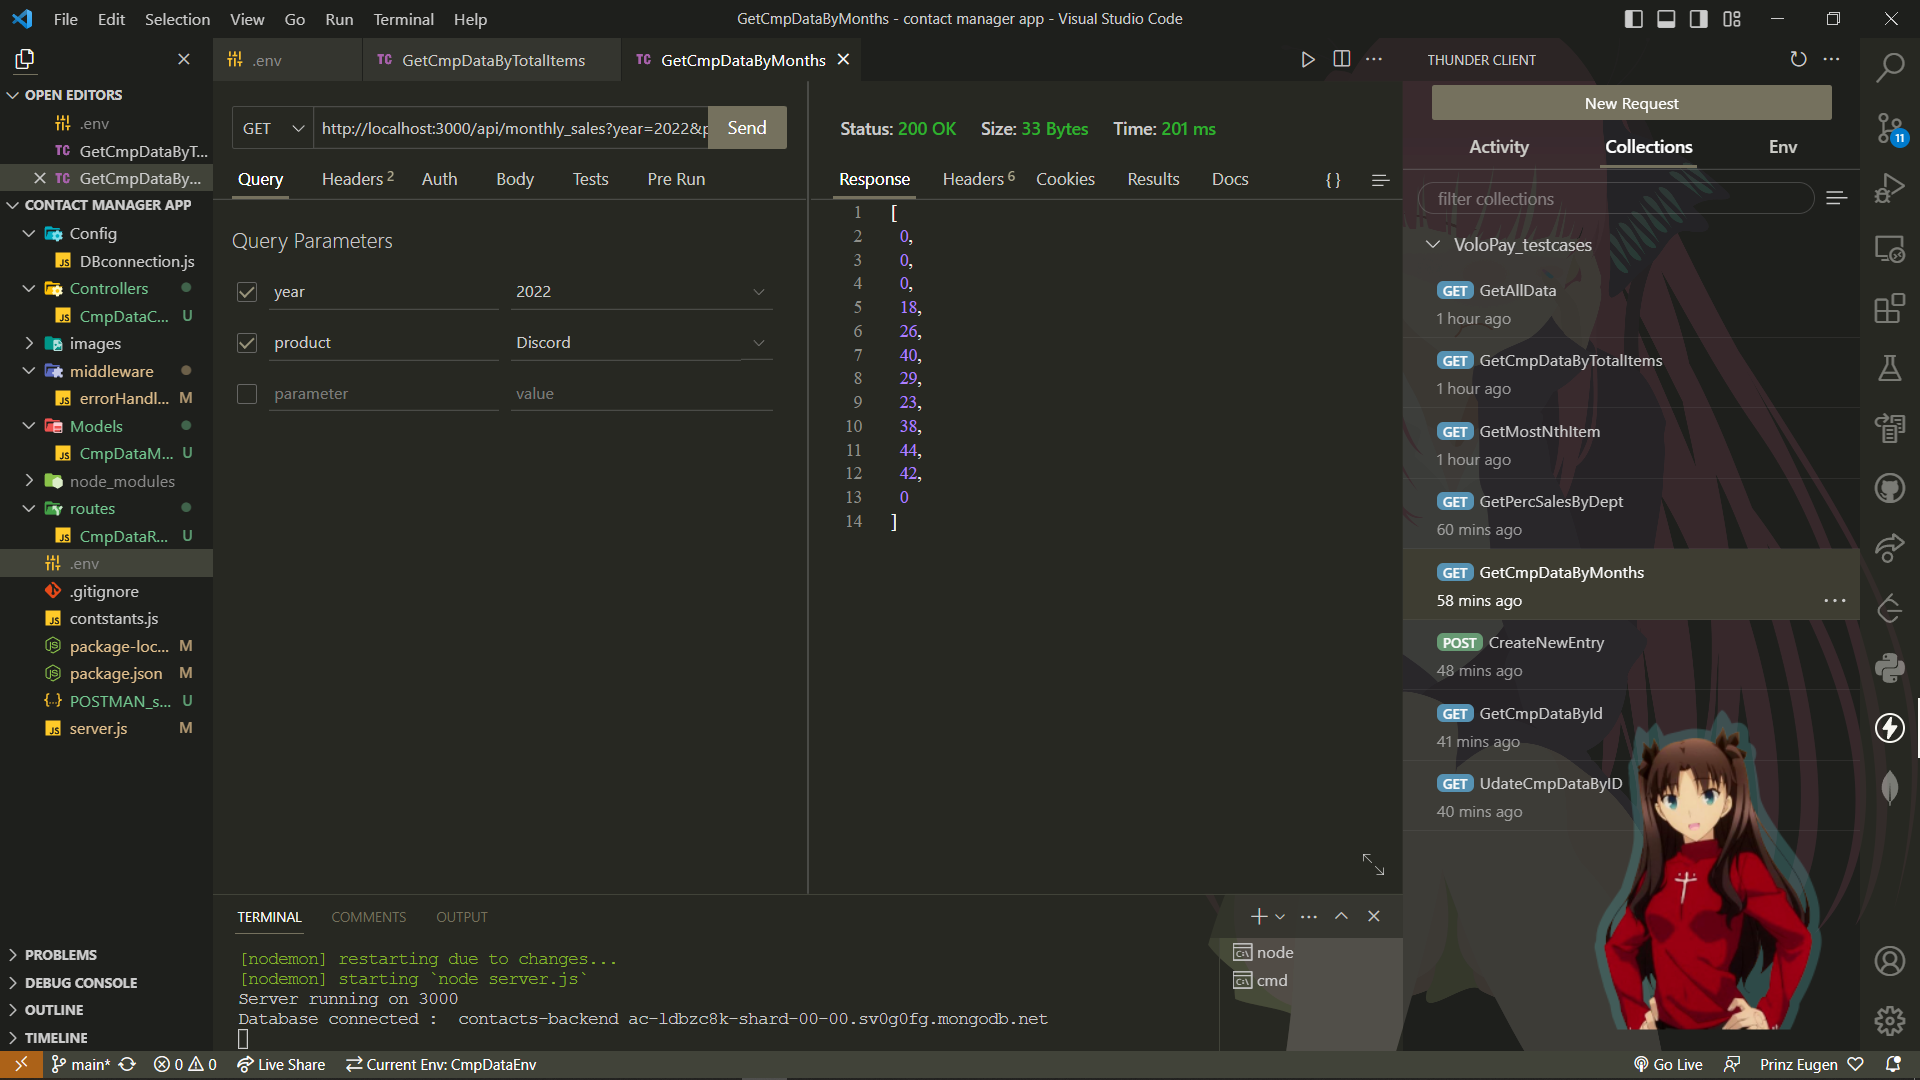 File Edit Selection View Go Run Terminal Help
GetCmpDataByMonths - contact manager app - Visual Studio Code
OPEN EDITORS
.env
GetCmpDataByT...
GetCmpDataBy...
CONTACT MANAGER APP
Config
DBconnection.js
Controllers
CmpDataC... U
images
middleware
errorHandl... M
Models
CmpDataM... U
node_modules
routes
CmpDataR... U
.env
.gitignore
contstants.js
package-loc... M
package.json M
POSTMAN_s... U
server.js M
PROBLEMS
DEBUG CONSOLE
OUTLINE
TIMELINE
.env
TC GetCmpDataByTotalItems
TC GetCmpDataByMonths
GET http://localhost:3000/api/monthly_sales?year=2022&p Send
Query Headers 2 Auth Body Tests Pre Run
Query Parameters
year 2022
product Discord
parameter value
Status: 200 OK Size: 33 Bytes Time: 201 ms
Response Headers 6 Cookies Results Docs { }
1 [
2 0,
3 0,
4 0,
5 18,
6 26,
7 40,
8 29,
9 23,
10 38,
11 44,
12 42,
13 0
14 ]
TERMINAL COMMENTS OUTPUT
[nodemon] restarting due to changes...
[nodemon] starting `node server.js`
Server running on 3000
Database connected :  contacts-backend ac-ldbzc8k-shard-00-00.sv0g0fg.mongodb.net
node
cmd
THUNDER CLIENT
New Request
Activity Collections Env
filter collections
VoloPay_testcases
GET GetAllData
1 hour ago
GET GetCmpDataByTotalItems
1 hour ago
GET GetMostNthItem
1 hour ago
GET GetPercSalesByDept
60 mins ago
GET GetCmpDataByMonths
58 mins ago
POST CreateNewEntry
48 mins ago
GET GetCmpDataById
41 mins ago
GET UdateCmpDataByID
40 mins ago
11
main* 0 0 Live Share Current Env: CmpDataEnv
Go Live Prinz Eugen